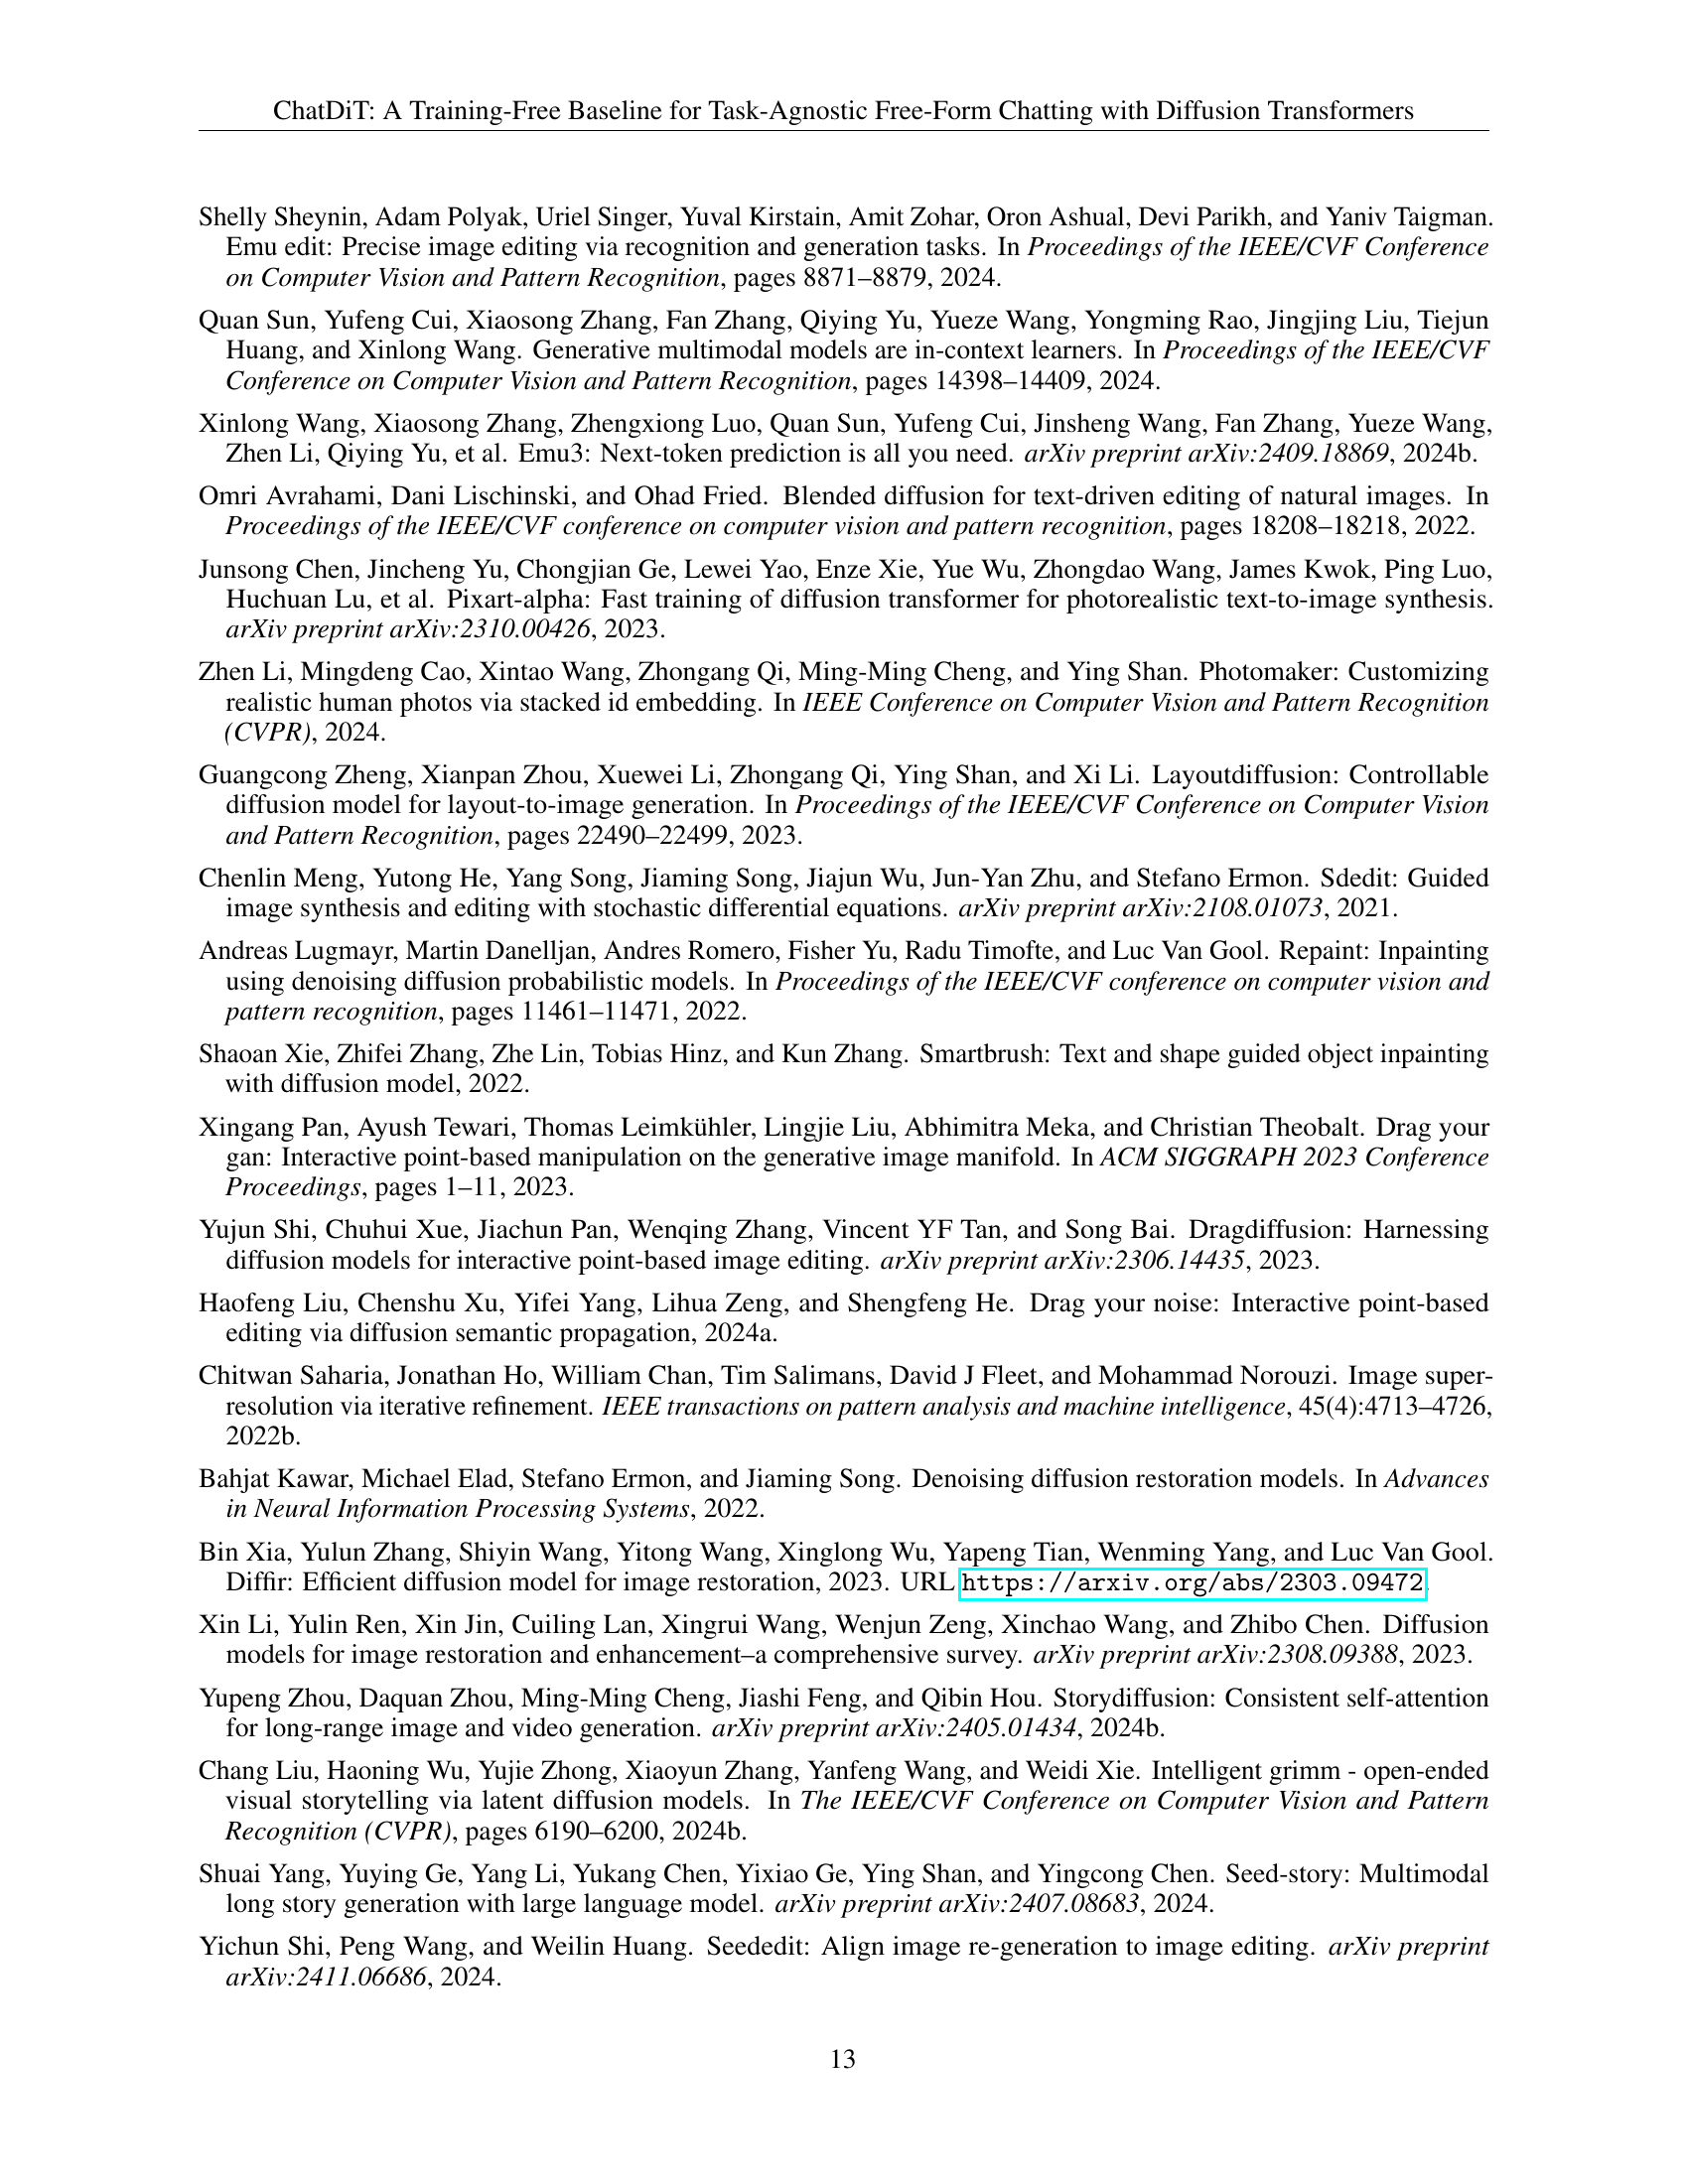 ChatDiT: A Training-Free Baseline for Task-Agnostic Free-Form Chatting with Diffusion Transformers
Shelly Sheynin, Adam Polyak, Uriel Singer, Yuval Kirstain, Amit Zohar, Oron Ashual, Devi Parikh, and Yaniv Taigman.
Emu edit: Precise image editing via recognition and generation tasks. In Proceedings of the IEEE/CVF Conference
on Computer Vision and Pattern Recognition, pages 8871–8879, 2024.
Quan Sun, Yufeng Cui, Xiaosong Zhang, Fan Zhang, Qiying Yu, Yueze Wang, Yongming Rao, Jingjing Liu, Tiejun
Huang, and Xinlong Wang. Generative multimodal models are in-context learners. In Proceedings of the IEEE/CVF
Conference on Computer Vision and Pattern Recognition, pages 14398–14409, 2024.
Xinlong Wang, Xiaosong Zhang, Zhengxiong Luo, Quan Sun, Yufeng Cui, Jinsheng Wang, Fan Zhang, Yueze Wang,
Zhen Li, Qiying Yu, et al. Emu3: Next-token prediction is all you need. arXiv preprint arXiv:2409.18869, 2024b.
Omri Avrahami, Dani Lischinski, and Ohad Fried. Blended diffusion for text-driven editing of natural images. In
Proceedings of the IEEE/CVF conference on computer vision and pattern recognition, pages 18208–18218, 2022.
Junsong Chen, Jincheng Yu, Chongjian Ge, Lewei Yao, Enze Xie, Yue Wu, Zhongdao Wang, James Kwok, Ping Luo,
Huchuan Lu, et al. Pixart-alpha: Fast training of diffusion transformer for photorealistic text-to-image synthesis.
arXiv preprint arXiv:2310.00426, 2023.
Zhen Li, Mingdeng Cao, Xintao Wang, Zhongang Qi, Ming-Ming Cheng, and Ying Shan. Photomaker: Customizing
realistic human photos via stacked id embedding. In IEEE Conference on Computer Vision and Pattern Recognition
(CVPR), 2024.
Guangcong Zheng, Xianpan Zhou, Xuewei Li, Zhongang Qi, Ying Shan, and Xi Li. Layoutdiffusion: Controllable
diffusion model for layout-to-image generation. In Proceedings of the IEEE/CVF Conference on Computer Vision
and Pattern Recognition, pages 22490–22499, 2023.
Chenlin Meng, Yutong He, Yang Song, Jiaming Song, Jiajun Wu, Jun-Yan Zhu, and Stefano Ermon. Sdedit: Guided
image synthesis and editing with stochastic differential equations. arXiv preprint arXiv:2108.01073, 2021.
Andreas Lugmayr, Martin Danelljan, Andres Romero, Fisher Yu, Radu Timofte, and Luc Van Gool. Repaint: Inpainting
using denoising diffusion probabilistic models. In Proceedings of the IEEE/CVF conference on computer vision and
pattern recognition, pages 11461–11471, 2022.
Shaoan Xie, Zhifei Zhang, Zhe Lin, Tobias Hinz, and Kun Zhang. Smartbrush: Text and shape guided object inpainting
with diffusion model, 2022.
Xingang Pan, Ayush Tewari, Thomas Leimkühler, Lingjie Liu, Abhimitra Meka, and Christian Theobalt. Drag your
gan: Interactive point-based manipulation on the generative image manifold. In ACM SIGGRAPH 2023 Conference
Proceedings, pages 1–11, 2023.
Yujun Shi, Chuhui Xue, Jiachun Pan, Wenqing Zhang, Vincent YF Tan, and Song Bai. Dragdiffusion: Harnessing
diffusion models for interactive point-based image editing. arXiv preprint arXiv:2306.14435, 2023.
Haofeng Liu, Chenshu Xu, Yifei Yang, Lihua Zeng, and Shengfeng He. Drag your noise: Interactive point-based
editing via diffusion semantic propagation, 2024a.
Chitwan Saharia, Jonathan Ho, William Chan, Tim Salimans, David J Fleet, and Mohammad Norouzi. Image super-
resolution via iterative refinement. IEEE transactions on pattern analysis and machine intelligence, 45(4):4713–4726,
2022b.
Bahjat Kawar, Michael Elad, Stefano Ermon, and Jiaming Song. Denoising diffusion restoration models. In Advances
in Neural Information Processing Systems, 2022.
Bin Xia, Yulun Zhang, Shiyin Wang, Yitong Wang, Xinglong Wu, Yapeng Tian, Wenming Yang, and Luc Van Gool.
Diffir: Efficient diffusion model for image restoration, 2023. URL https://arxiv.org/abs/2303.09472.
Xin Li, Yulin Ren, Xin Jin, Cuiling Lan, Xingrui Wang, Wenjun Zeng, Xinchao Wang, and Zhibo Chen. Diffusion
models for image restoration and enhancement–a comprehensive survey. arXiv preprint arXiv:2308.09388, 2023.
Yupeng Zhou, Daquan Zhou, Ming-Ming Cheng, Jiashi Feng, and Qibin Hou. Storydiffusion: Consistent self-attention
for long-range image and video generation. arXiv preprint arXiv:2405.01434, 2024b.
Chang Liu, Haoning Wu, Yujie Zhong, Xiaoyun Zhang, Yanfeng Wang, and Weidi Xie. Intelligent grimm - open-ended
visual storytelling via latent diffusion models. In The IEEE/CVF Conference on Computer Vision and Pattern
Recognition (CVPR), pages 6190–6200, 2024b.
Shuai Yang, Yuying Ge, Yang Li, Yukang Chen, Yixiao Ge, Ying Shan, and Yingcong Chen. Seed-story: Multimodal
long story generation with large language model. arXiv preprint arXiv:2407.08683, 2024.
Yichun Shi, Peng Wang, and Weilin Huang. Seededit: Align image re-generation to image editing. arXiv preprint
arXiv:2411.06686, 2024.
13